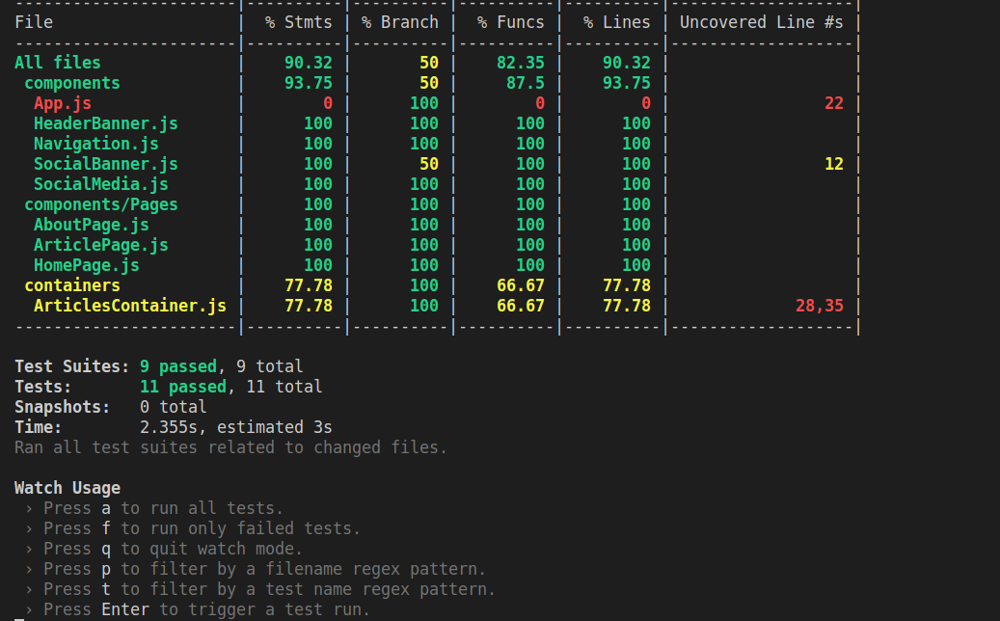 ------------------------|----------|----------|----------|----------|-------------------|
File                    |  % Stmts | % Branch |  % Funcs |  % Lines | Uncovered Line #s |
------------------------|----------|----------|----------|----------|-------------------|
All files               |    90.32 |       50 |    82.35 |    90.32 |                   |
 components             |    93.75 |       50 |     87.5 |    93.75 |                   |
  App.js                |        0 |      100 |        0 |        0 |                22 |
  HeaderBanner.js       |      100 |      100 |      100 |      100 |                   |
  Navigation.js         |      100 |      100 |      100 |      100 |                   |
  SocialBanner.js       |      100 |       50 |      100 |      100 |                12 |
  SocialMedia.js        |      100 |      100 |      100 |      100 |                   |
 components/Pages       |      100 |      100 |      100 |      100 |                   |
  AboutPage.js          |      100 |      100 |      100 |      100 |                   |
  ArticlePage.js        |      100 |      100 |      100 |      100 |                   |
  HomePage.js           |      100 |      100 |      100 |      100 |                   |
 containers             |    77.78 |      100 |    66.67 |    77.78 |                   |
  ArticlesContainer.js  |    77.78 |      100 |    66.67 |    77.78 |             28,35 |
------------------------|----------|----------|----------|----------|-------------------|
Test Suites: 9 passed, 9 total
Tests:       11 passed, 11 total
Snapshots:   0 total
Time:        2.355s, estimated 3s
Ran all test suites related to changed files.
Watch Usage
 › Press a to run all tests.
 › Press f to run only failed tests.
 › Press q to quit watch mode.
 › Press p to filter by a filename regex pattern.
 › Press t to filter by a test name regex pattern.
 › Press Enter to trigger a test run.